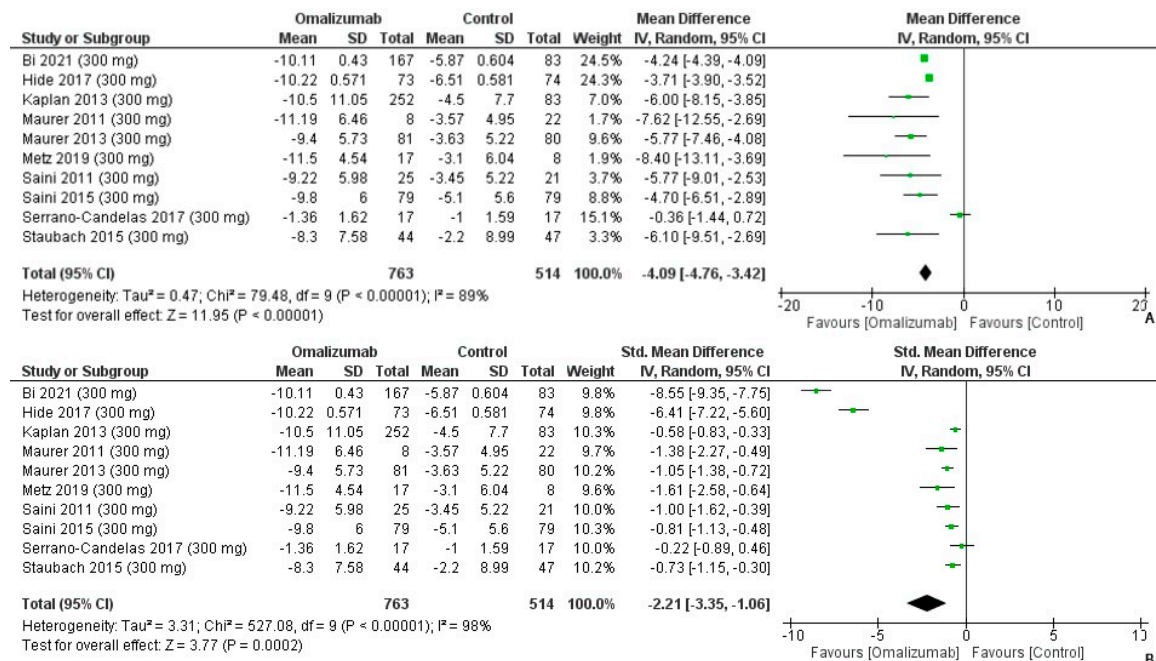 Omalizumab Control Mean Difference Mean Difference
Study or Subgroup Mean SD Total Mean SD Total Weight IV, Random, 95% CI IV, Random, 95% CI
Bi 2021 (300 mg) -10.11 0.43 167 -5.87 0.604 83 24.5% -4.24 [-4.39, -4.09]
Hide 2017 (300 mg) -10.22 0.571 73 -6.51 0.581 74 24.3% -3.71 [-3.90, -3.52]
Kaplan 2013 (300 mg) -10.5 11.05 252 -4.5 7.7 83 7.0% -6.00 [-8.15, -3.85]
Maurer 2011 (300 mg) -11.19 6.46 8 -3.57 4.95 22 1.7% -7.62 [-12.55, -2.69]
Maurer 2013 (300 mg) -9.4 5.73 81 -3.63 5.22 80 9.6% -5.77 [-7.46, -4.08]
Metz 2019 (300 mg) -11.5 4.54 17 -3.1 6.04 8 1.9% -8.40 [-13.11, -3.69]
Saini 2011 (300 mg) -9.22 5.98 25 -3.45 5.22 21 3.7% -5.77 [-9.01, -2.53]
Saini 2015 (300 mg) -9.8 6 79 -5.1 5.6 79 8.8% -4.70 [-6.51, -2.89]
Serrano-Candelas 2017 (300 mg) -1.36 1.62 17 -1 1.59 17 15.1% -0.36 [-1.44, 0.72]
Staubach 2015 (300 mg) -8.3 7.58 44 -2.2 8.99 47 3.3% -6.10 [-9.51, -2.69]
Total (95% CI) 763 514 100.0% -4.09 [-4.76, -3.42]
Heterogeneity: Tau² = 0.47; Chi² = 79.48, df = 9 (P < 0.00001); I² = 89%
Test for overall effect: Z = 11.95 (P < 0.00001)
-20 -10 0 10 20
Favours [Omalizumab] Favours [Control] A
Omalizumab Control Std. Mean Difference Std. Mean Difference
Study or Subgroup Mean SD Total Mean SD Total Weight IV, Random, 95% CI IV, Random, 95% CI
Bi 2021 (300 mg) -10.11 0.43 167 -5.87 0.604 83 9.8% -8.55 [-9.35, -7.75]
Hide 2017 (300 mg) -10.22 0.571 73 -6.51 0.581 74 9.8% -6.41 [-7.22, -5.60]
Kaplan 2013 (300 mg) -10.5 11.05 252 -4.5 7.7 83 10.3% -0.58 [-0.83, -0.33]
Maurer 2011 (300 mg) -11.19 6.46 8 -3.57 4.95 22 9.7% -1.38 [-2.27, -0.49]
Maurer 2013 (300 mg) -9.4 5.73 81 -3.63 5.22 80 10.2% -1.05 [-1.38, -0.72]
Metz 2019 (300 mg) -11.5 4.54 17 -3.1 6.04 8 9.6% -1.61 [-2.58, -0.64]
Saini 2011 (300 mg) -9.22 5.98 25 -3.45 5.22 21 10.0% -1.00 [-1.62, -0.39]
Saini 2015 (300 mg) -9.8 6 79 -5.1 5.6 79 10.2% -0.81 [-1.13, -0.48]
Serrano-Candelas 2017 (300 mg) -1.36 1.62 17 -1 1.59 17 10.0% -0.22 [-0.89, 0.46]
Staubach 2015 (300 mg) -8.3 7.58 44 -2.2 8.99 47 10.2% -0.73 [-1.15, -0.30]
Total (95% CI) 763 514 100.0% -2.21 [-3.35, -1.06]
Heterogeneity: Tau² = 3.31; Chi² = 527.08, df = 9 (P < 0.00001); I² = 98%
Test for overall effect: Z = 3.77 (P = 0.0002)
-10 -5 0 5 10
Favours [Omalizumab] Favours [Control] B